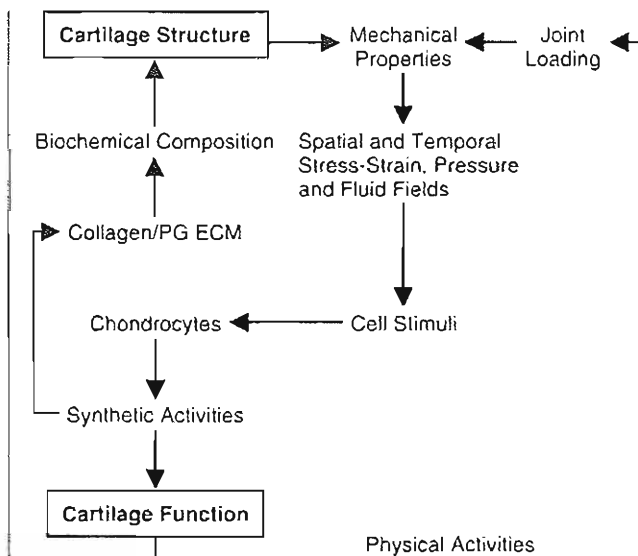 Cartilage Structure
Mechanical
Properties
Joint
Loading
Biochemical Composition
Spatial and Temporal
Stress-Strain, Pressure
and Fluid Fields
Collagen/PG ECM
Chondrocytes
Cell Stimuli
Synthetic Activities
Cartilage Function
Physical Activities